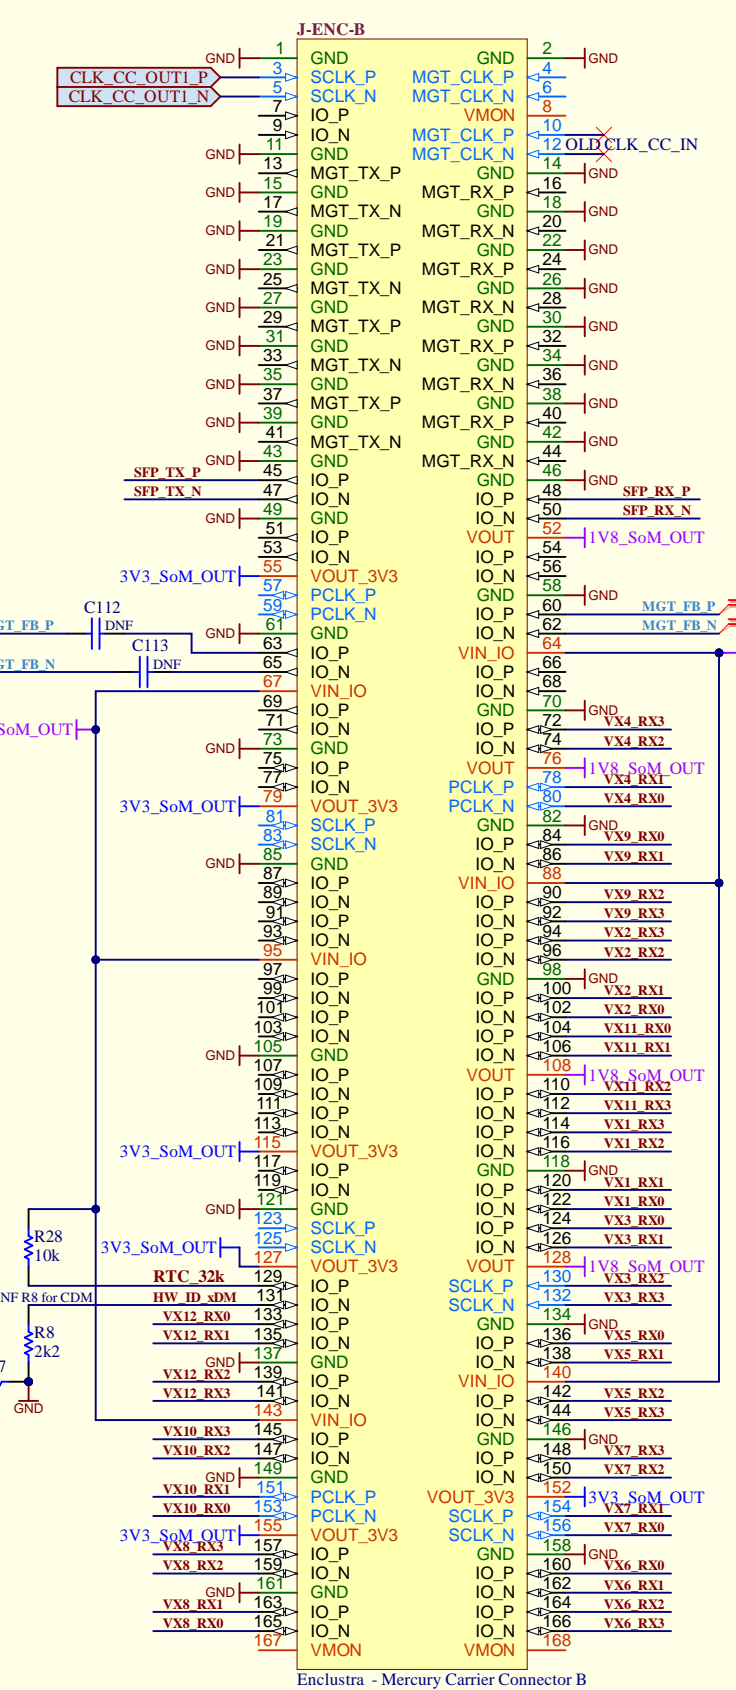 J-ENC-B
GND 1 GND GND 2 GND
CLK_CC_OUT1_P 3 SCLK_P MGT_CLK_P 4
CLK_CC_OUT1_N 5 SCLK_N MGT_CLK_N 6
7 IO_P VMON 8
9 IO_N MGT_CLK_P 10
OLD CLK_CC_IN
GND 11 GND MGT_CLK_N 12
13 MGT_TX_P GND 14 GND
GND 15 GND MGT_RX_P 16
17 MGT_TX_N GND 18 GND
GND 19 GND MGT_RX_N 20
21 MGT_TX_P GND 22 GND
GND 23 GND MGT_RX_P 24
25 MGT_TX_N GND 26 GND
GND 27 GND MGT_RX_N 28
29 MGT_TX_P GND 30 GND
GND 31 GND MGT_RX_P 32
33 MGT_TX_N GND 34 GND
GND 35 GND MGT_RX_N 36
37 MGT_TX_P GND 38 GND
GND 39 GND MGT_RX_P 40
41 MGT_TX_N GND 42 GND
GND 43 GND MGT_RX_N 44
SFP_TX_P 45 IO_P GND 46 GND
SFP_TX_N 47 IO_N IO_P 48 SFP_RX_P
GND 49 GND IO_N 50 SFP_RX_N
51 IO_P VOUT 52 1V8_SoM_OUT
53 IO_N IO_P 54
3V3_SoM_OUT 55 VOUT_3V3 IO_N 56
57 PCLK_P GND 58 GND
59 PCLK_N IO_P 60 MGT_FB_P
C112
GT_FB_P DNF GND 61 GND IO_N 62 MGT_FB_N
C113
63 IO_P VIN_IO 64
GT_FB_N DNF 65 IO_N IO_P 66
67 VIN_IO IO_N 68
69 IO_P GND 70 GND
SoM_OUT 71 IO_N IO_P 72 VX4_RX3
GND 73 GND IO_N 74 VX4_RX2
75 IO_P VOUT 76 1V8_SoM_OUT
77 IO_N PCLK_P 78 VX4_RX1
3V3_SoM_OUT 79 VOUT_3V3 PCLK_N 80 VX4_RX0
81 SCLK_P GND 82 GND
83 SCLK_N IO_P 84 VX9_RX0
GND 85 GND IO_N 86 VX9_RX1
87 IO_P VIN_IO 88
89 IO_N IO_P 90 VX9_RX2
91 IO_P IO_N 92 VX9_RX3
93 IO_N IO_P 94 VX2_RX3
95 VIN_IO IO_N 96 VX2_RX2
97 IO_P GND 98 GND
99 IO_N IO_P 100 VX2_RX1
101 IO_P IO_N 102 VX2_RX0
103 IO_N IO_P 104 VX11_RX0
GND 105 GND IO_N 106 VX11_RX1
107 IO_P VOUT 108 1V8_SoM_OUT
109 IO_N IO_P 110 VX11_RX2
111 IO_P IO_N 112 VX11_RX3
113 IO_N IO_P 114 VX1_RX3
3V3_SoM_OUT 115 VOUT_3V3 IO_N 116 VX1_RX2
117 IO_P GND 118 GND
119 IO_N IO_P 120 VX1_RX1
GND 121 GND IO_N 122 VX1_RX0
123 SCLK_P IO_P 124 VX3_RX0
R28
10k
3V3_SoM_OUT 125 SCLK_N IO_N 126 VX3_RX1
127 VOUT_3V3 VOUT 128 1V8_SoM_OUT
RTC_32k 129 IO_P SCLK_P 130 VX3_RX2
NF R8 for CDM HW_ID_xDM 131 IO_N SCLK_N 132 VX3_RX3
VX12_RX0 133 IO_P GND 134 GND
R8
2k2
VX12_RX1 135 IO_N IO_P 136 VX5_RX0
GND 137 GND IO_N 138 VX5_RX1
7
VX12_RX2 139 IO_P VIN_IO 140
GND
VX12_RX3 141 IO_N IO_P 142 VX5_RX2
143 VIN_IO IO_N 144 VX5_RX3
VX10_RX3 145 IO_P GND 146 GND
VX10_RX2 147 IO_N IO_P 148 VX7_RX3
GND 149 GND IO_N 150 VX7_RX2
VX10_RX1 151 PCLK_P VOUT_3V3 152 3V3_SoM_OUT
VX10_RX0 153 PCLK_N SCLK_P 154 VX7_RX1
3V3_SoM_OUT 155 VOUT_3V3 SCLK_N 156 VX7_RX0
VX8_RX3 157 IO_P GND 158 GND
VX8_RX2 159 IO_N IO_P 160 VX6_RX0
GND 161 GND IO_N 162 VX6_RX1
VX8_RX1 163 IO_P IO_P 164 VX6_RX2
VX8_RX0 165 IO_N IO_N 166 VX6_RX3
167 VMON VMON 168
Enclustra - Mercury Carrier Connector B